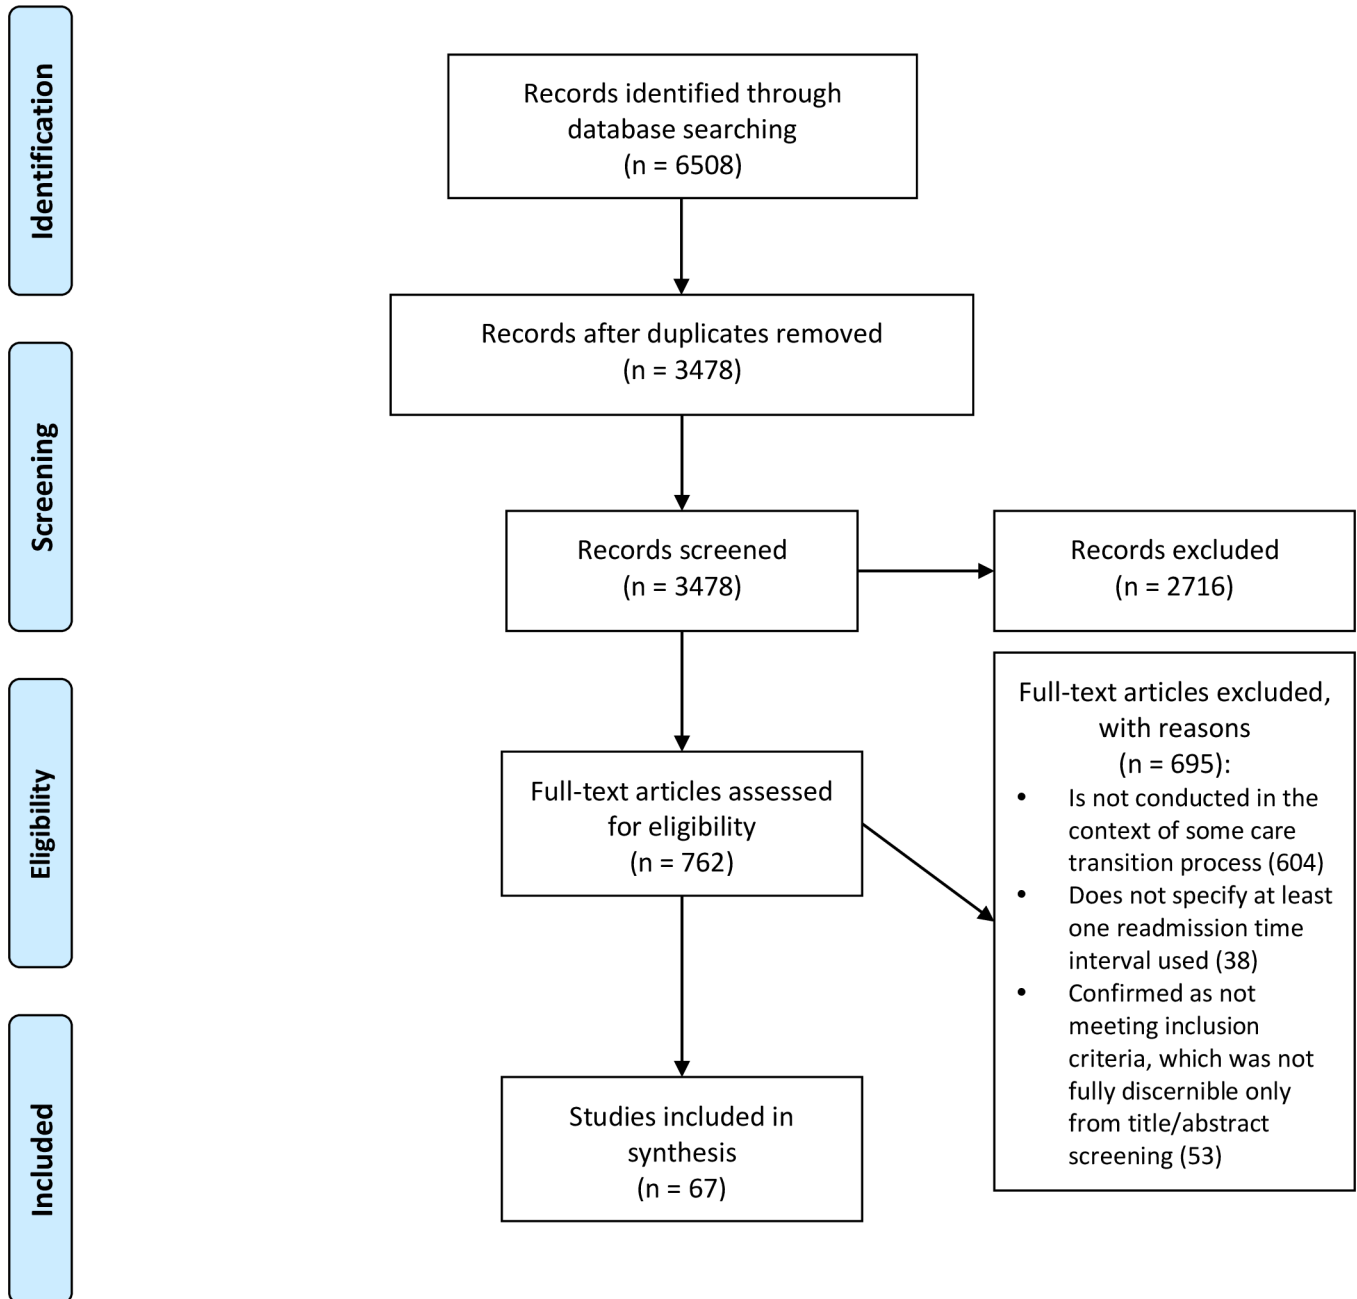 Identification
Records identified through
database searching
(n = 6508)
Records after duplicates removed
(n = 3478)
Screening
Records screened
(n = 3478)
Records excluded
(n = 2716)
Eligibility
Full-text articles assessed
for eligibility
(n = 762)
Full-text articles excluded,
with reasons
(n = 695):
• Is not conducted in the
context of some care
transition process (604)
• Does not specify at least
one readmission time
interval used (38)
• Confirmed as not
meeting inclusion
criteria, which was not
fully discernible only
from title/abstract
screening (53)
Included
Studies included in
synthesis
(n = 67)